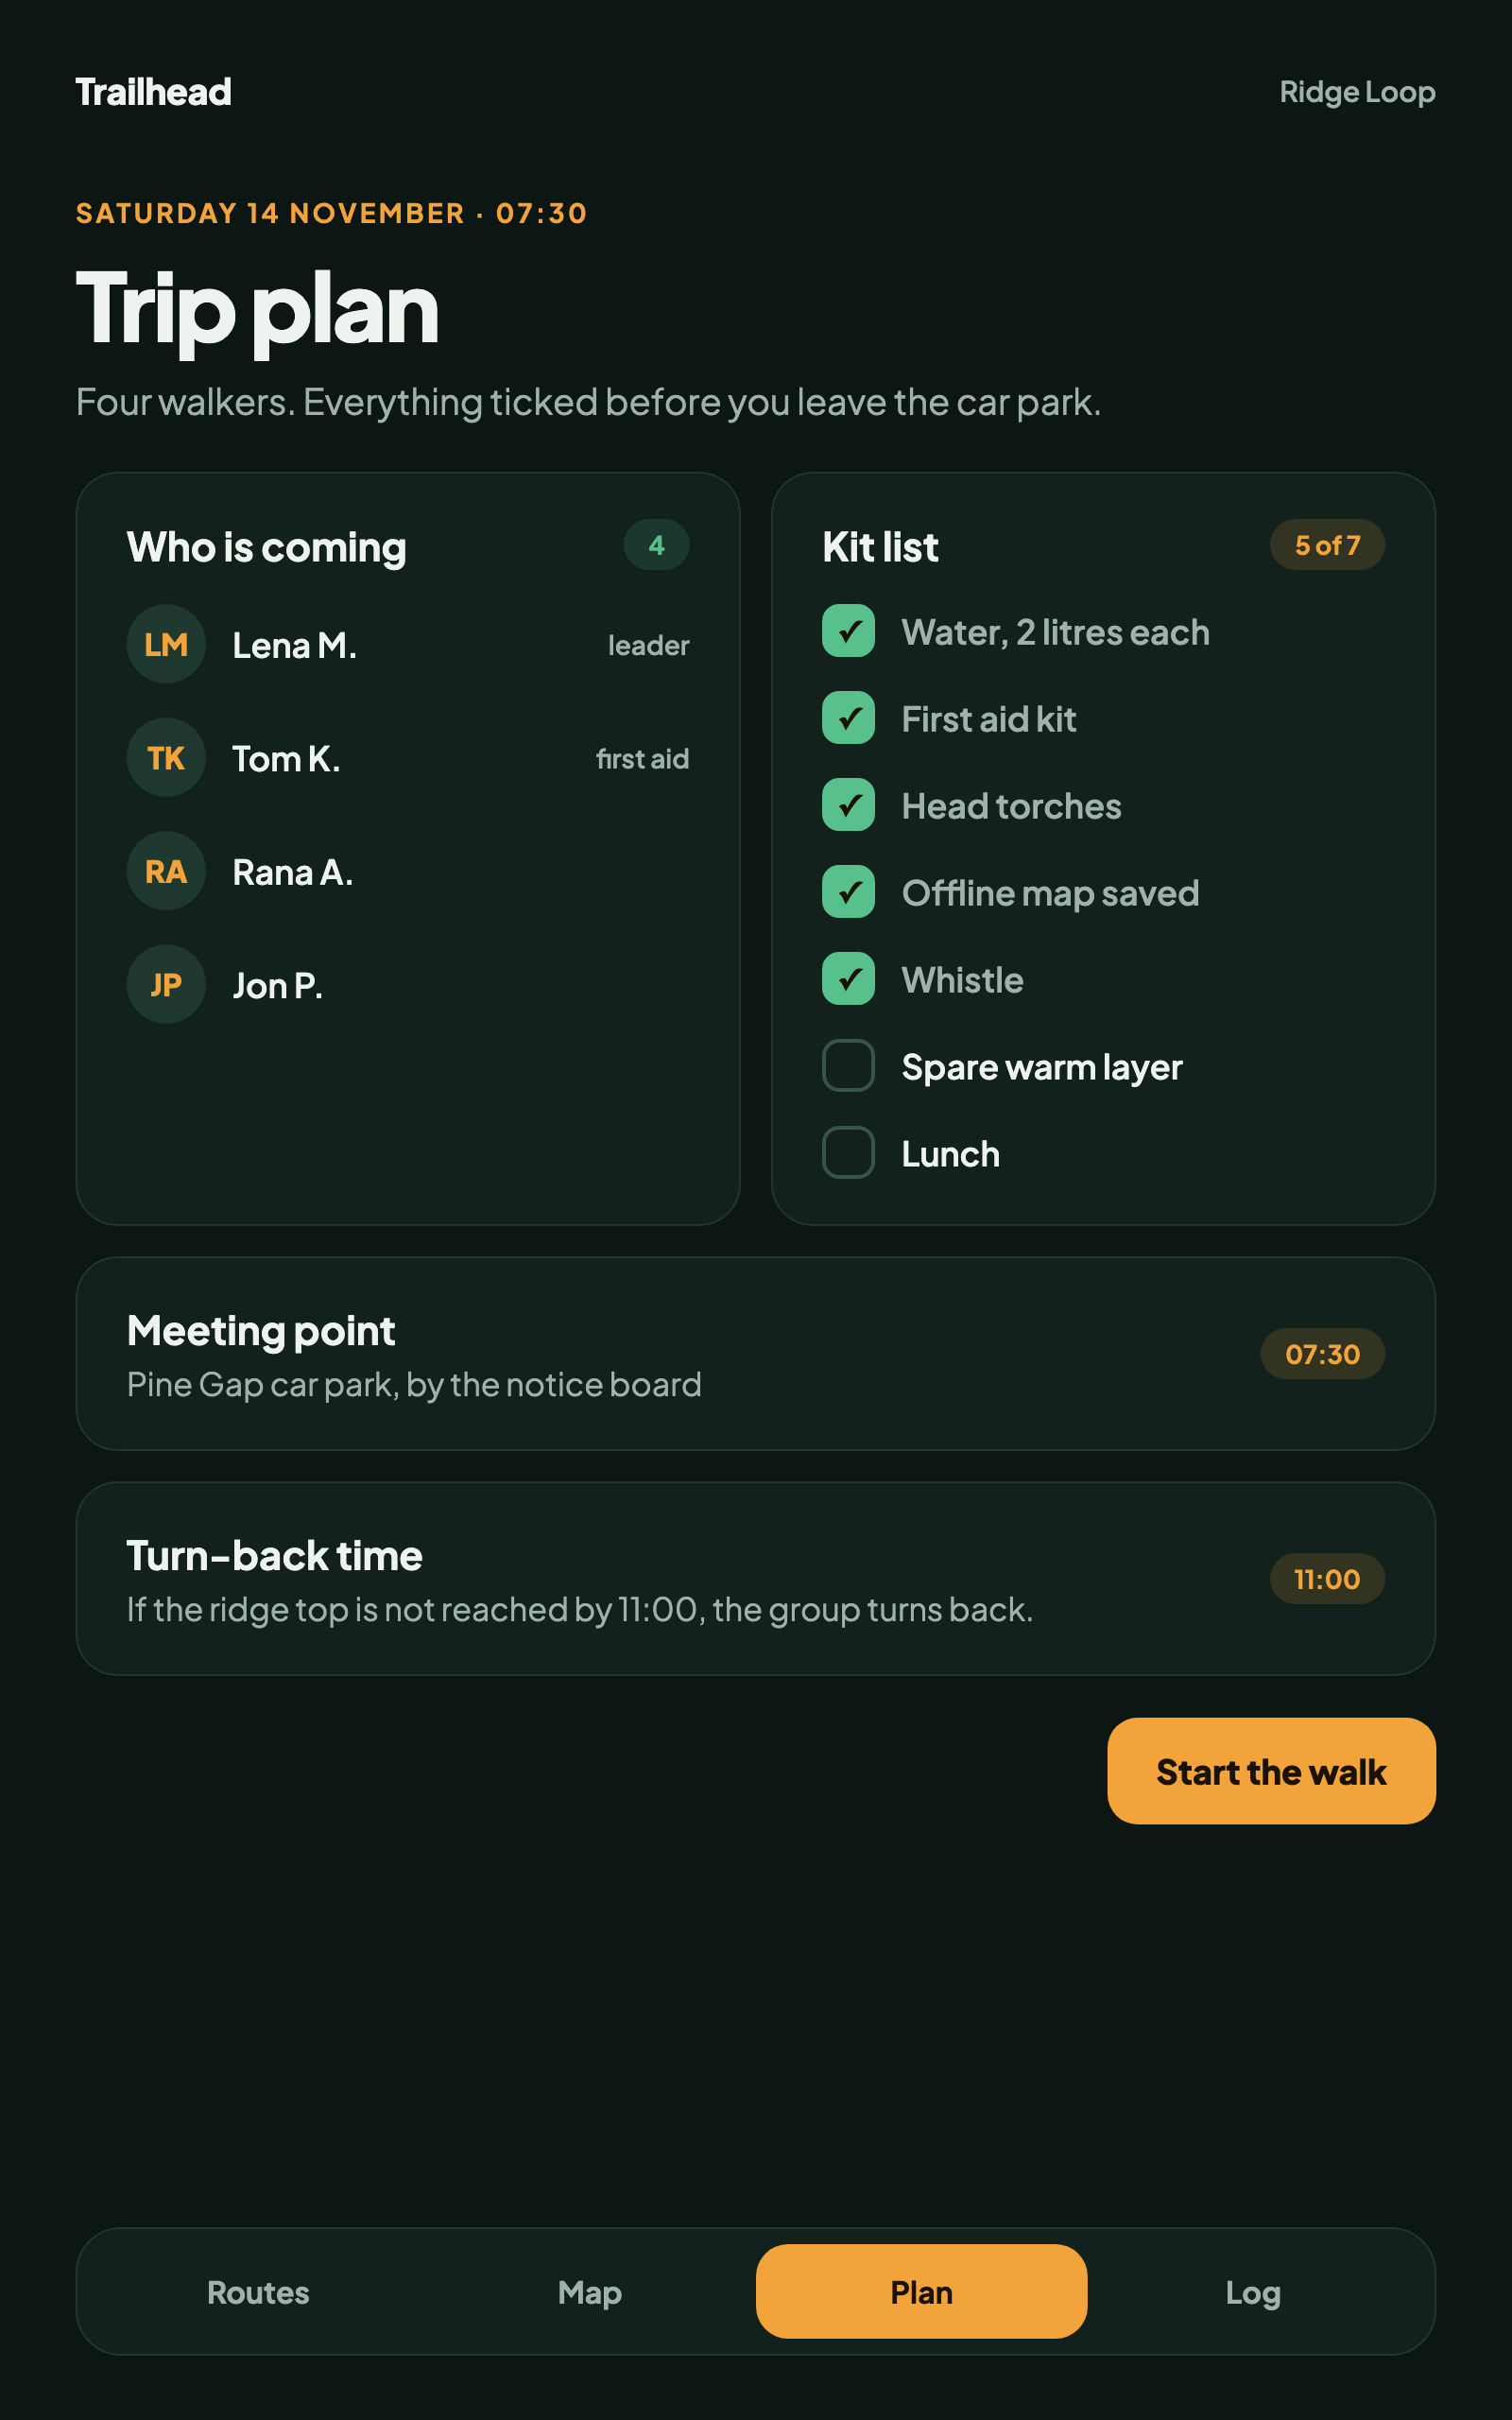 Trailhead
Ridge Loop
SATURDAY 14 NOVEMBER · 07:30
Trip plan
Four walkers. Everything ticked before you leave the car park.
Who is coming
4
LM Lena M. leader
TK Tom K. first aid
RA Rana A.
JP Jon P.
Kit list
5 of 7
✓ Water, 2 litres each
✓ First aid kit
✓ Head torches
✓ Offline map saved
✓ Whistle
Spare warm layer
Lunch
Meeting point
Pine Gap car park, by the notice board
07:30
Turn-back time
If the ridge top is not reached by 11:00, the group turns back.
11:00
Start the walk
Routes Map Plan Log